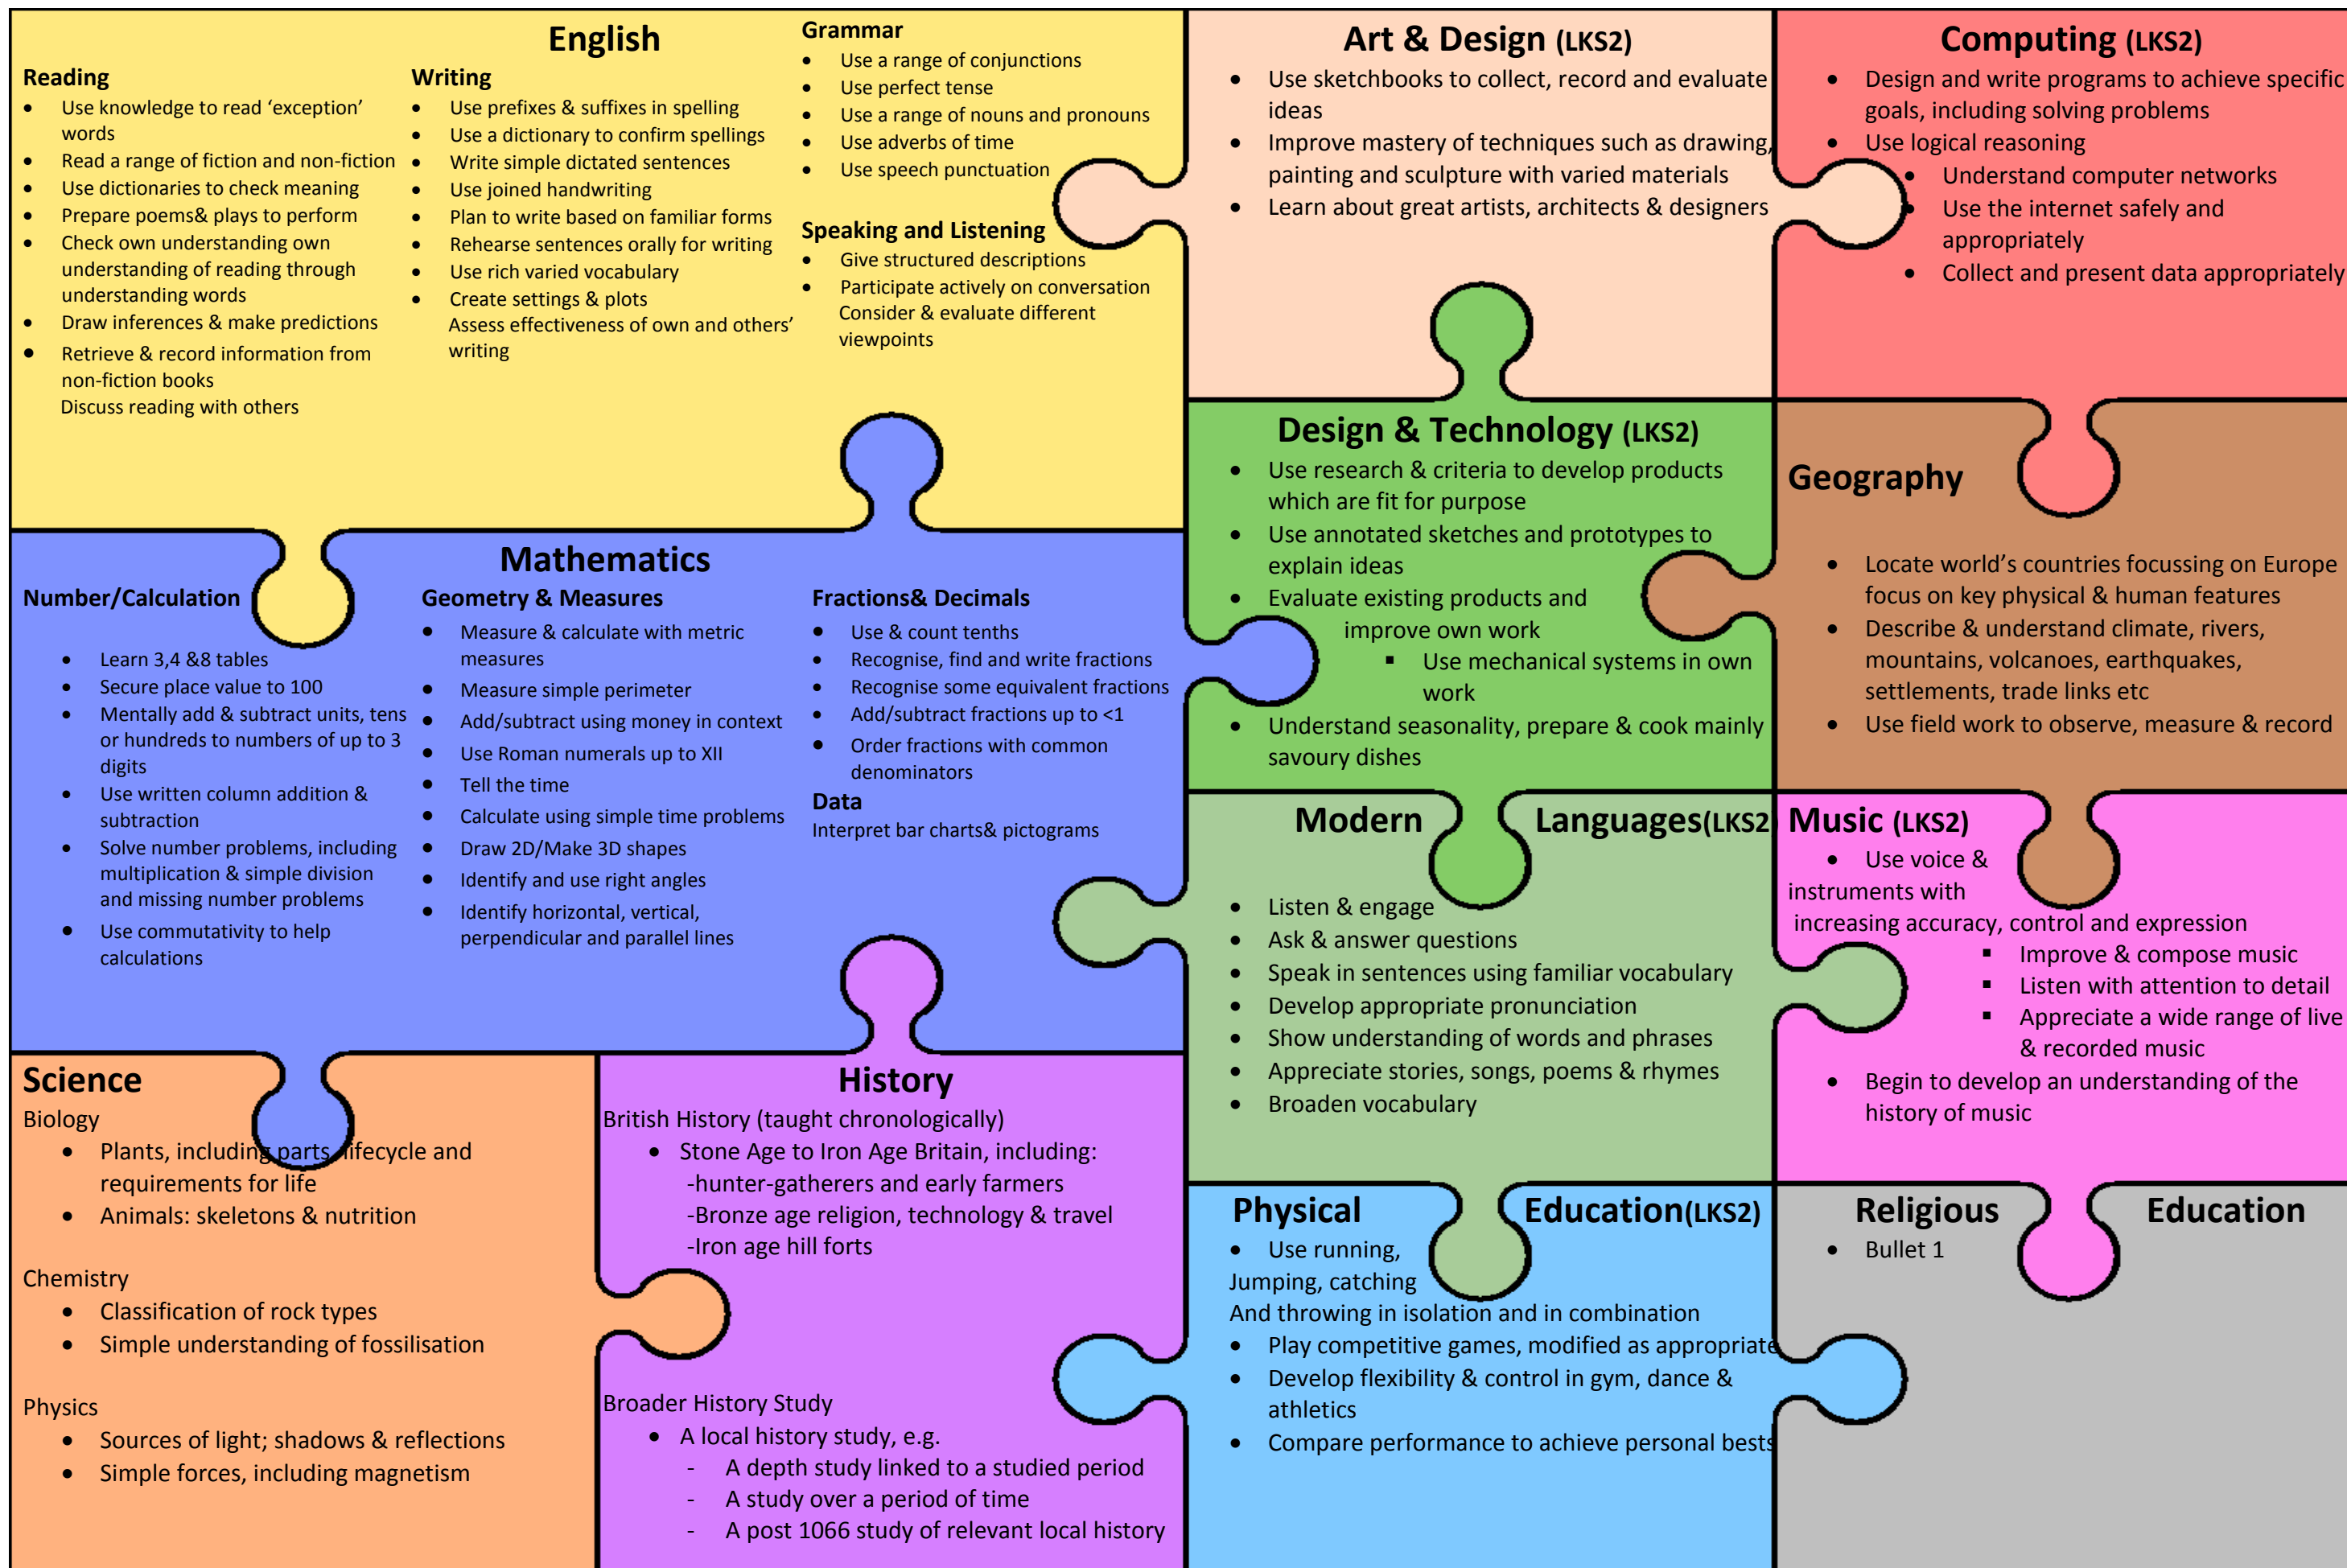 English
Reading
• Use knowledge to read ‘exception’
words
• Read a range of fiction and non-fiction
• Use dictionaries to check meaning
• Prepare poems& plays to perform
• Check own understanding own
understanding of reading through
understanding words
• Draw inferences & make predictions
• Retrieve & record information from
non-fiction books
Discuss reading with others
Writing
• Use prefixes & suffixes in spelling
• Use a dictionary to confirm spellings
• Write simple dictated sentences
• Use joined handwriting
• Plan to write based on familiar forms
• Rehearse sentences orally for writing
• Use rich varied vocabulary
• Create settings & plots
Assess effectiveness of own and others’
writing
Grammar
• Use a range of conjunctions
• Use perfect tense
• Use a range of nouns and pronouns
• Use adverbs of time
• Use speech punctuation
Speaking and Listening
• Give structured descriptions
• Participate actively on conversation
Consider & evaluate different
viewpoints
Art & Design (LKS2)
• Use sketchbooks to collect, record and evaluate
ideas
• Improve mastery of techniques such as drawing,
painting and sculpture with varied materials
• Learn about great artists, architects & designers
Computing (LKS2)
• Design and write programs to achieve specific
goals, including solving problems
• Use logical reasoning
• Understand computer networks
• Use the internet safely and
appropriately
• Collect and present data appropriately
Mathematics
Number/Calculation
• Learn 3,4 &8 tables
• Secure place value to 100
• Mentally add & subtract units, tens
or hundreds to numbers of up to 3
digits
• Use written column addition &
subtraction
• Solve number problems, including
multiplication & simple division
and missing number problems
• Use commutativity to help
calculations
Geometry & Measures
• Measure & calculate with metric
measures
• Measure simple perimeter
• Add/subtract using money in context
• Use Roman numerals up to XII
• Tell the time
• Calculate using simple time problems
• Draw 2D/Make 3D shapes
• Identify and use right angles
• Identify horizontal, vertical,
perpendicular and parallel lines
Fractions& Decimals
• Use & count tenths
• Recognise, find and write fractions
• Recognise some equivalent fractions
• Add/subtract fractions up to <1
• Order fractions with common
denominators
Data
Interpret bar charts& pictograms
Design & Technology (LKS2)
• Use research & criteria to develop products
which are fit for purpose
• Use annotated sketches and prototypes to
explain ideas
• Evaluate existing products and
improve own work
▪ Use mechanical systems in own
work
• Understand seasonality, prepare & cook mainly
savoury dishes
Geography
• Locate world’s countries focussing on Europe
focus on key physical & human features
• Describe & understand climate, rivers,
mountains, volcanoes, earthquakes,
settlements, trade links etc
• Use field work to observe, measure & record
Modern Languages(LKS2
• Listen & engage
• Ask & answer questions
• Speak in sentences using familiar vocabulary
• Develop appropriate pronunciation
• Show understanding of words and phrases
• Appreciate stories, songs, poems & rhymes
• Broaden vocabulary
Music (LKS2)
• Use voice &
instruments with
increasing accuracy, control and expression
▪ Improve & compose music
▪ Listen with attention to detail
▪ Appreciate a wide range of live
& recorded music
• Begin to develop an understanding of the
history of music
Science
Biology
• Plants, including parts, lifecycle and
requirements for life
• Animals: skeletons & nutrition
Chemistry
• Classification of rock types
• Simple understanding of fossilisation
Physics
• Sources of light; shadows & reflections
• Simple forces, including magnetism
History
British History (taught chronologically)
• Stone Age to Iron Age Britain, including:
-hunter-gatherers and early farmers
-Bronze age religion, technology & travel
-Iron age hill forts
Broader History Study
• A local history study, e.g.
- A depth study linked to a studied period
- A study over a period of time
- A post 1066 study of relevant local history
Physical Education(LKS2)
• Use running,
Jumping, catching
And throwing in isolation and in combination
• Play competitive games, modified as appropriate
• Develop flexibility & control in gym, dance &
athletics
• Compare performance to achieve personal bests
Religious Education
• Bullet 1